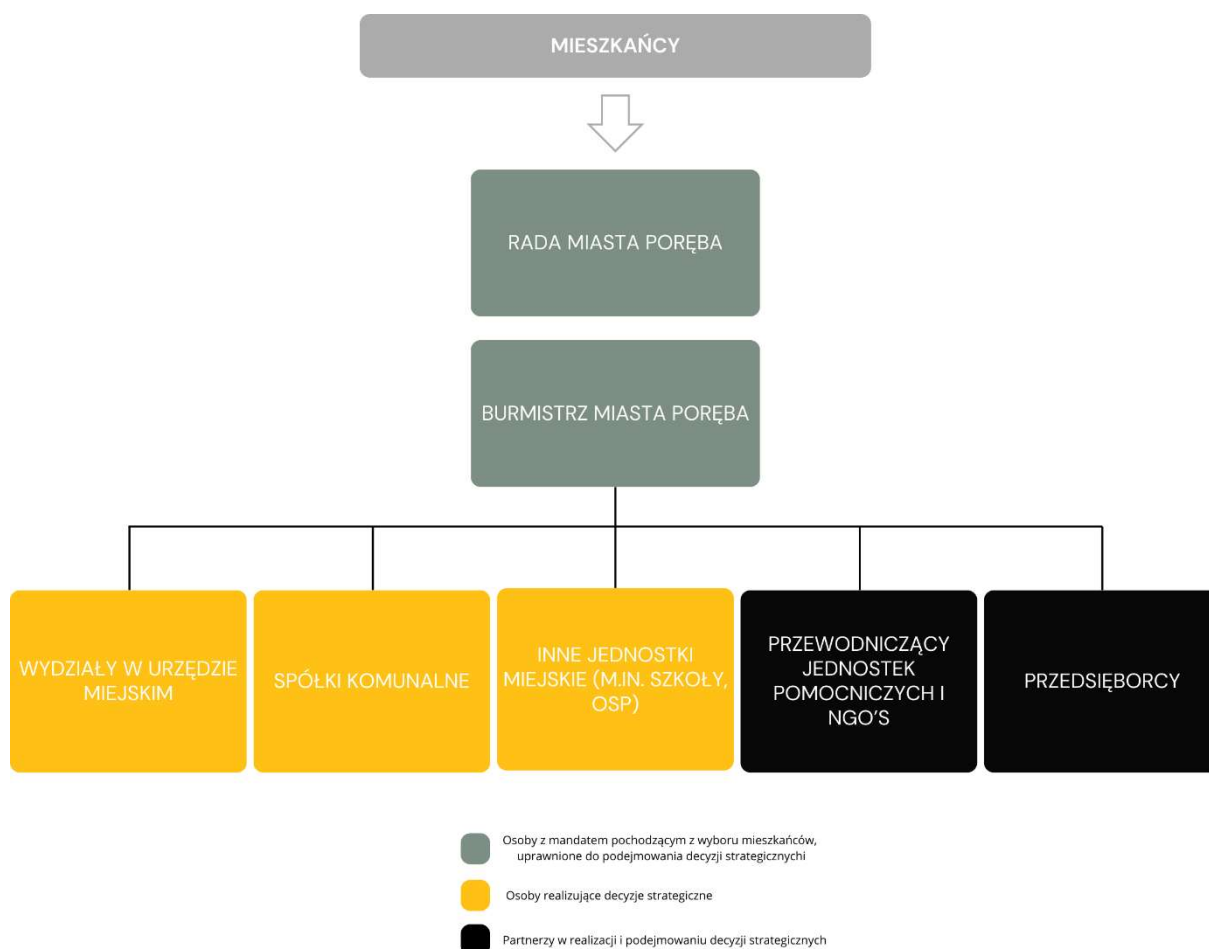 MIESZKAŃCY
RADA MIASTA PORĘBA
BURMISTRZ MIASTA PORĘBA
WYDZIAŁY W URZĘDZIE
MIEJSKIM
SPÓŁKI KOMUNALNE
INNE JEDNOSTKI
MIEJSKIE (M.IN. SZKOŁY,
OSP)
PRZEWODNICZĄCY
JEDNOSTEK
POMOCNICZYCH I
NGO'S
PRZEDSIĘBORCY
Osoby z mandatem pochodzącym z wyboru mieszkańców,
uprawnione do podejmowania decyzji strategicznychi
Osoby realizujące decyzje strategiczne
Partnerzy w realizacji i podejmowaniu decyzji strategicznych